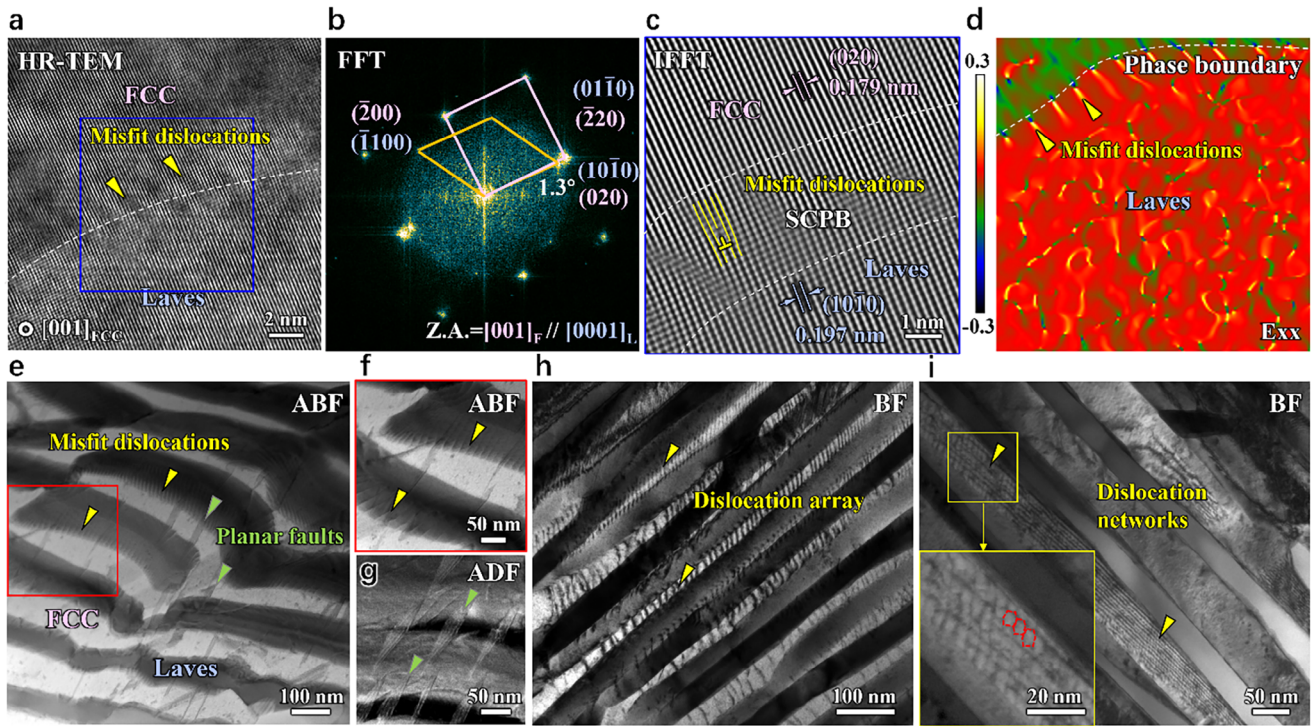 a
HR-TEM
FCC
Misfit dislocations
Laves
[001]FCC
2 nm
b
FFT
(2̄00)
(1̄100)
(011̄0)
(2̄20)
(101̄0)
(020)
1.3°
Z.A.=[001]F // [0001]L
c
IFFT
(020)
0.179 nm
FCC
Misfit dislocations
SCPB
Laves
(101̄0)
0.197 nm
1 nm
d
0.3
-0.3
Phase boundary
Misfit dislocations
Laves
Exx
e
ABF
Misfit dislocations
Planar faults
FCC
Laves
100 nm
f
ABF
50 nm
g
ADF
50 nm
h
BF
Dislocation array
100 nm
i
BF
Dislocation
networks
20 nm
50 nm